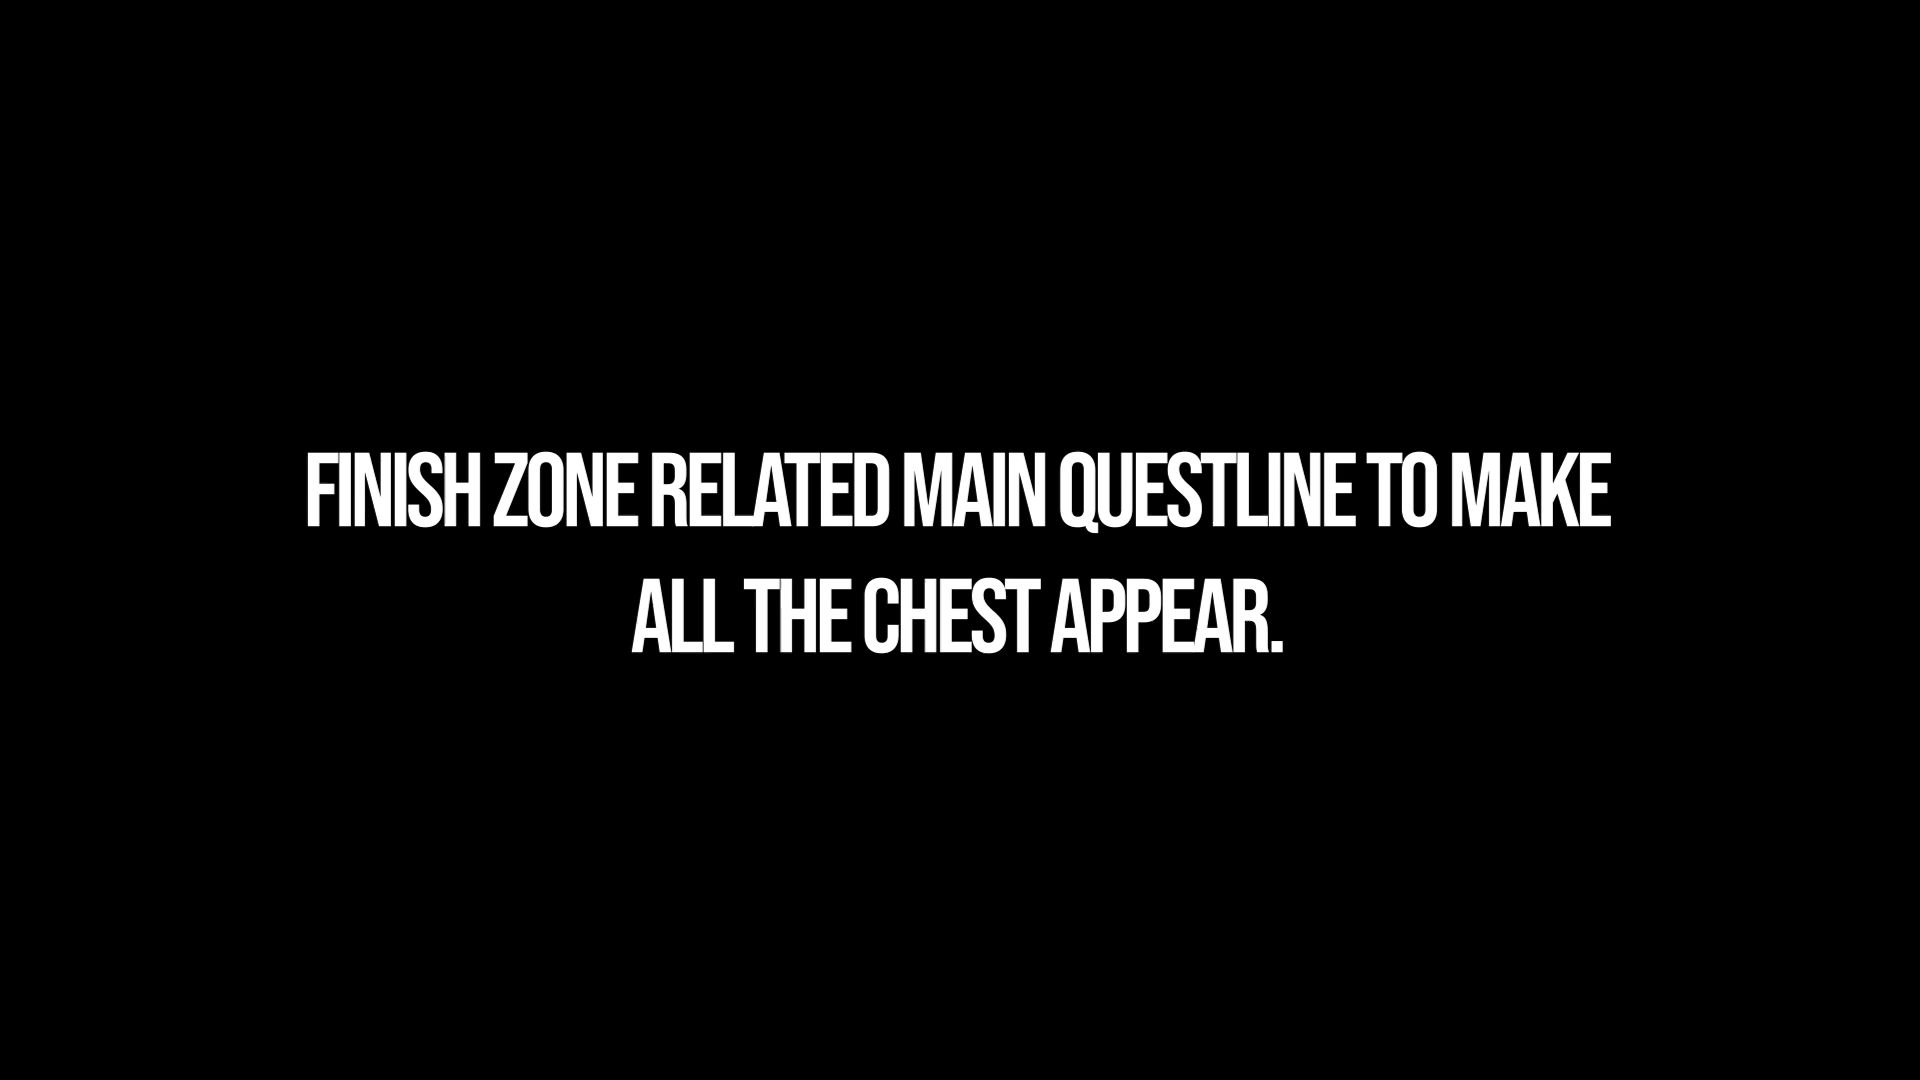 FINISH ZONE RELATED MAIN QUESTLINE TO MAKE
ALL THE CHEST APPEAR.